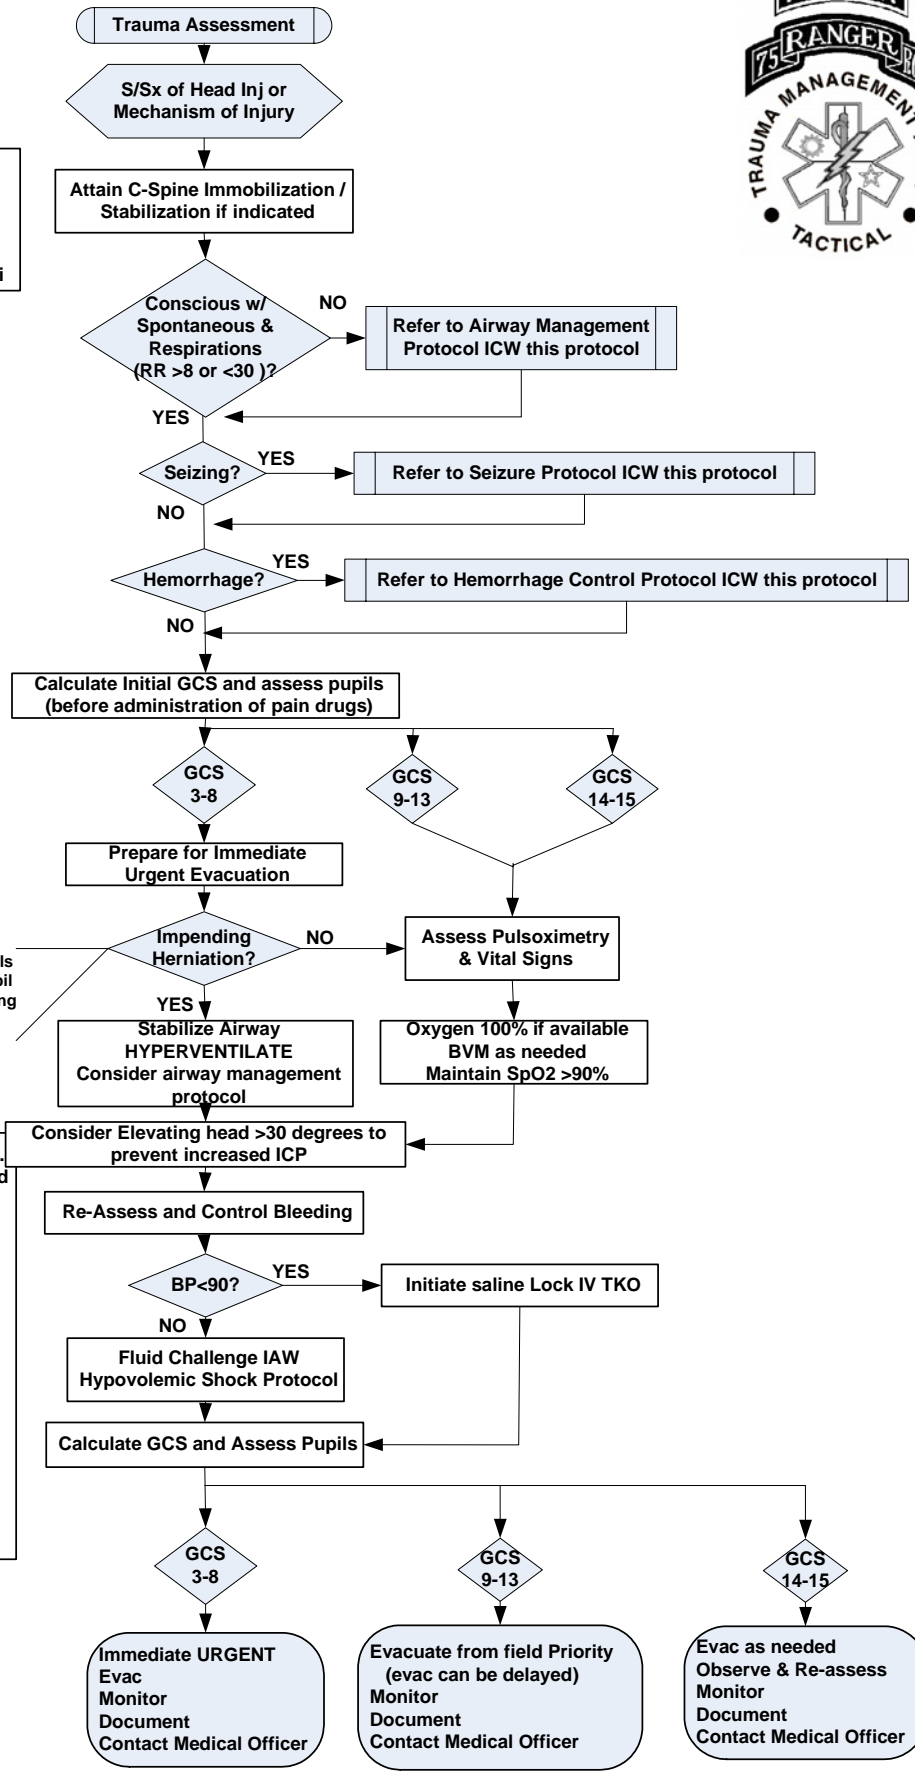 Trauma Assessment
75 RANGER
TRAUMA MANAGEMENT
TACTICAL
S/Sx of Head Inj or
Mechanism of Injury
Attain C-Spine Immobilization /
Stabilization if indicated
i
Conscious w/
Spontaneous &
Respirations
(RR >8 or <30 )?
NO
Refer to Airway Management
Protocol ICW this protocol
YES
Seizing?
YES
Refer to Seizure Protocol ICW this protocol
NO
Hemorrhage?
YES
Refer to Hemorrhage Control Protocol ICW this protocol
NO
Calculate Initial GCS and assess pupils
(before administration of pain drugs)
GCS
3-8
GCS
9-13
GCS
14-15
Prepare for Immediate
Urgent Evacuation
Impending
Herniation?
NO
Assess Pulsoximetry
& Vital Signs
ls
pil
ng
YES
Stabilize Airway
HYPERVENTILATE
Consider airway management
protocol
Oxygen 100% if available
BVM as needed
Maintain SpO2 >90%
Consider Elevating head >30 degrees to
prevent increased ICP
.
d
Re-Assess and Control Bleeding
BP<90?
YES
Initiate saline Lock IV TKO
NO
Fluid Challenge IAW
Hypovolemic Shock Protocol
Calculate GCS and Assess Pupils
GCS
3-8
GCS
9-13
GCS
14-15
Immediate URGENT
Evac
Monitor
Document
Contact Medical Officer
Evacuate from field Priority
(evac can be delayed)
Monitor
Document
Contact Medical Officer
Evac as needed
Observe & Re-assess
Monitor
Document
Contact Medical Officer